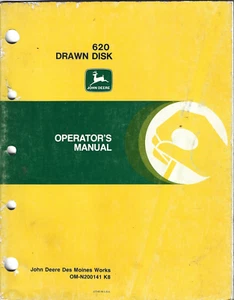 620
DRAWN DISK
JOHN DEERE
OPERATOR'S
MANUAL
John Deere Des Moines Works
OM-N200141 K8